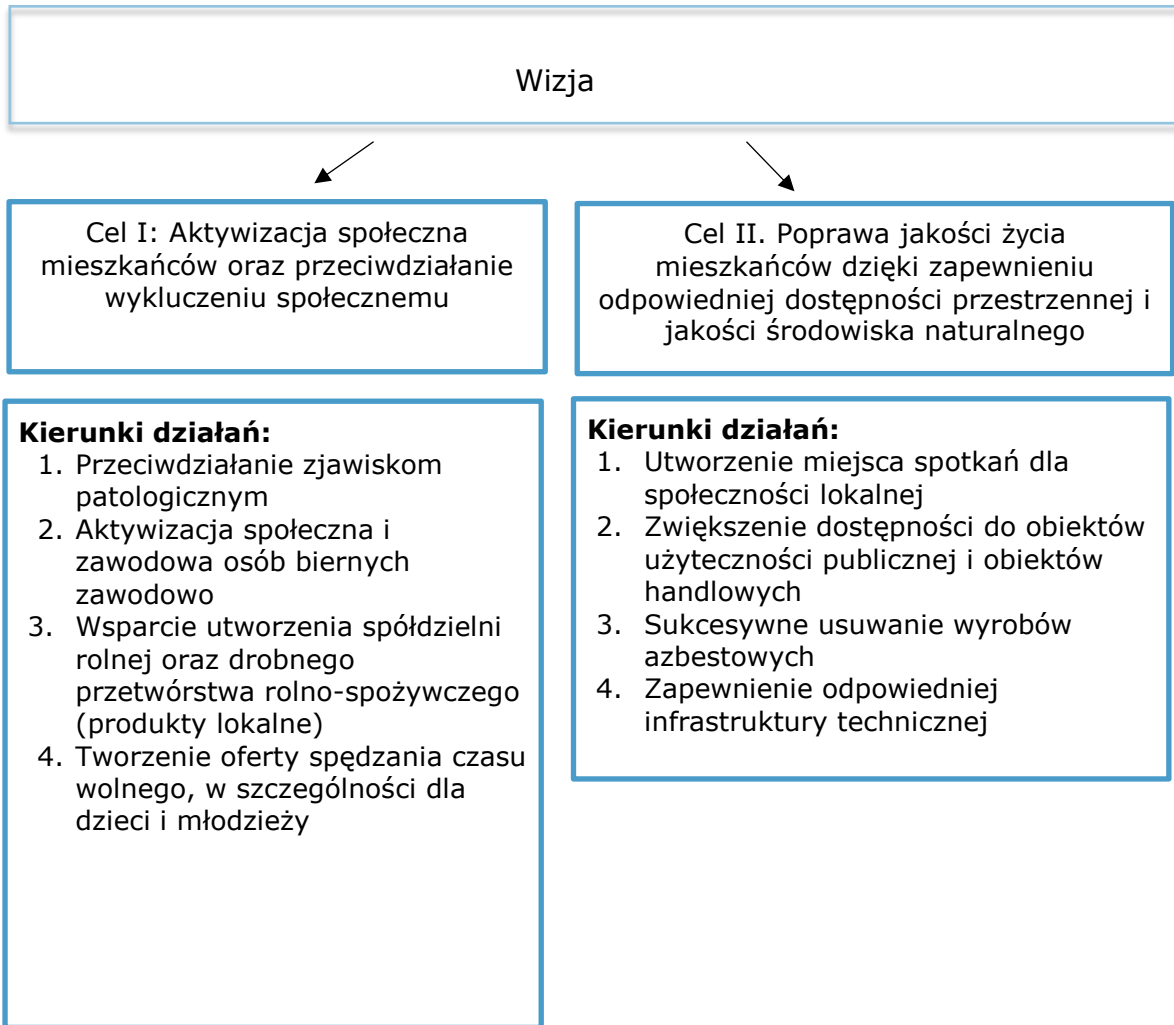 Wizja
Cel I: Aktywizacja społeczna
mieszkańców oraz przeciwdziałanie
wykluczeniu społecznemu
Cel II. Poprawa jakości życia
mieszkańców dzięki zapewnieniu
odpowiedniej dostępności przestrzennej i
jakości środowiska naturalnego
Kierunki działań:
1. Przeciwdziałanie zjawiskom
patologicznym
2. Aktywizacja społeczna i
zawodowa osób biernych
zawodowo
3. Wsparcie utworzenia spółdzielni
rolnej oraz drobnego
przetwórstwa rolno-spożywczego
(produkty lokalne)
4. Tworzenie oferty spędzania czasu
wolnego, w szczególności dla
dzieci i młodzieży
Kierunki działań:
1. Utworzenie miejsca spotkań dla
społeczności lokalnej
2. Zwiększenie dostępności do obiektów
użyteczności publicznej i obiektów
handlowych
3. Sukcesywne usuwanie wyrobów
azbestowych
4. Zapewnienie odpowiedniej
infrastruktury technicznej